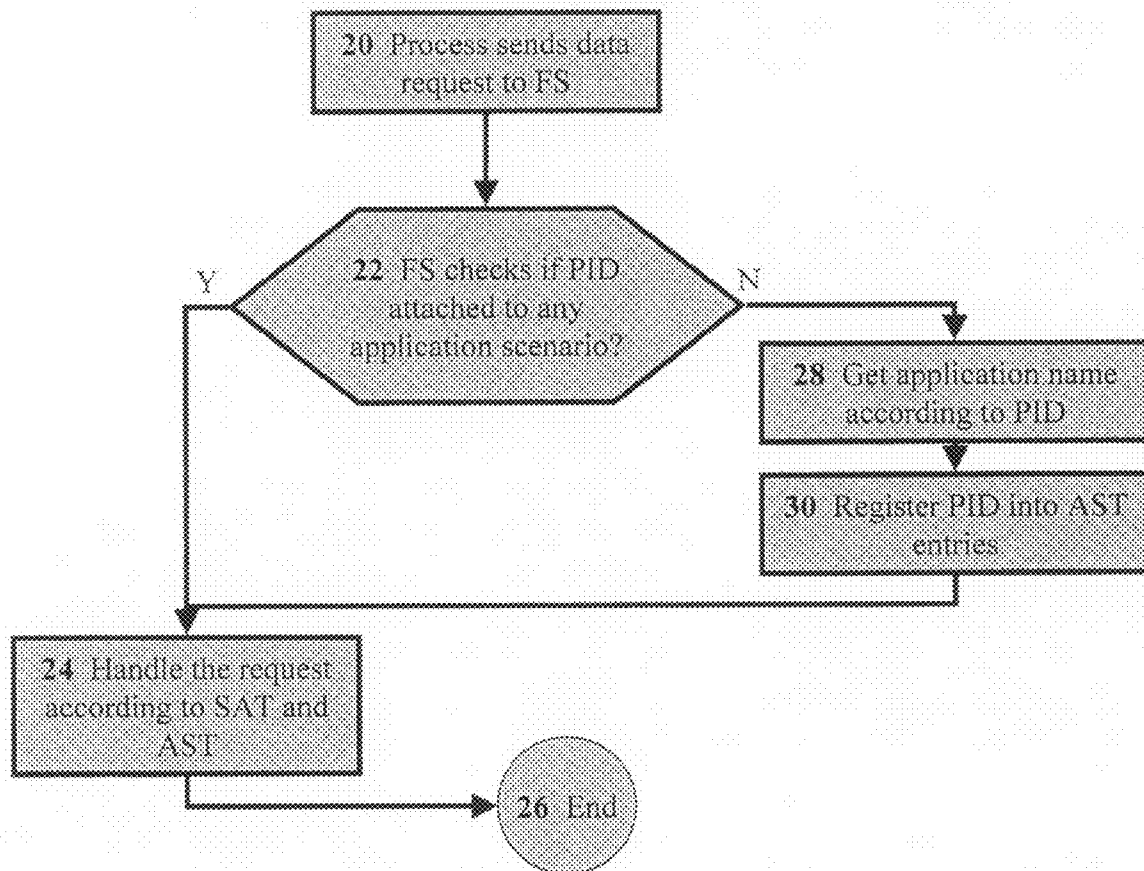 20 Process sends data
request to FS
22 FS checks if PID
attached to any
application scenario?
Y
N
28 Get application name
according to PID
30 Register PID into AST
entries
24 Handle the request
according to SAT and
AST
26 End